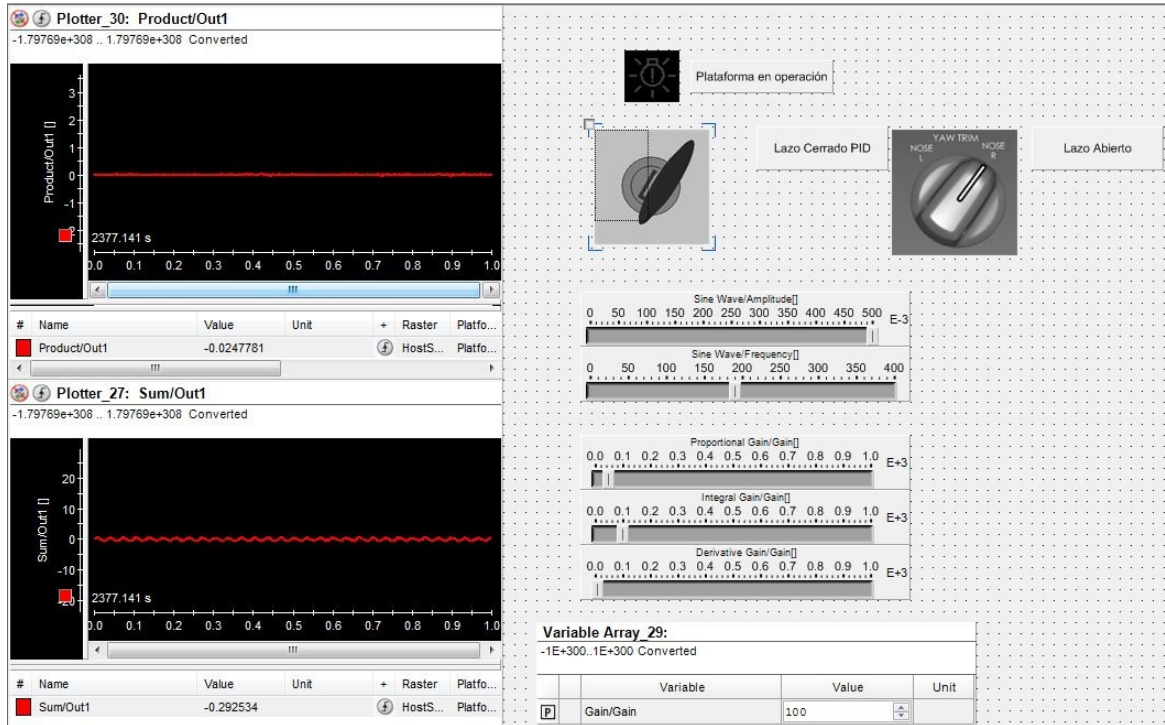 Plotter_30: Product/Out1
-1.79769e+308 .. 1.79769e+308 Converted
Product/Out1 []
3
2
1
0
-1
-2
2377.141 s
0.0 0.1 0.2 0.3 0.4 0.5 0.6 0.7 0.8 0.9 1.0
# Name Value Unit + Raster Platfo...
Product/Out1 -0.0247781 HostS... Platfo...
Plotter_27: Sum/Out1
-1.79769e+308 .. 1.79769e+308 Converted
Sum/Out1 []
20
10
0
-10
-20
2377.141 s
0.0 0.1 0.2 0.3 0.4 0.5 0.6 0.7 0.8 0.9 1.0
# Name Value Unit + Raster Platfo...
Sum/Out1 -0.292534 HostS... Platfo...
Plataforma en operación
Lazo Cerrado PID
YAW TRIM
NOSE L
NOSE R
Lazo Abierto
Sine Wave/Amplitude[]
0 50 100 150 200 250 300 350 400 450 500 E-3
Sine Wave/Frequency[]
0 50 100 150 200 250 300 350 400
Proportional Gain/Gain[]
0.0 0.1 0.2 0.3 0.4 0.5 0.6 0.7 0.8 0.9 1.0 E+3
Integral Gain/Gain[]
0.0 0.1 0.2 0.3 0.4 0.5 0.6 0.7 0.8 0.9 1.0 E+3
Derivative Gain/Gain[]
0.0 0.1 0.2 0.3 0.4 0.5 0.6 0.7 0.8 0.9 1.0 E+3
Variable Array_29:
-1E+300..1E+300 Converted
Variable Value Unit
P Gain/Gain 100